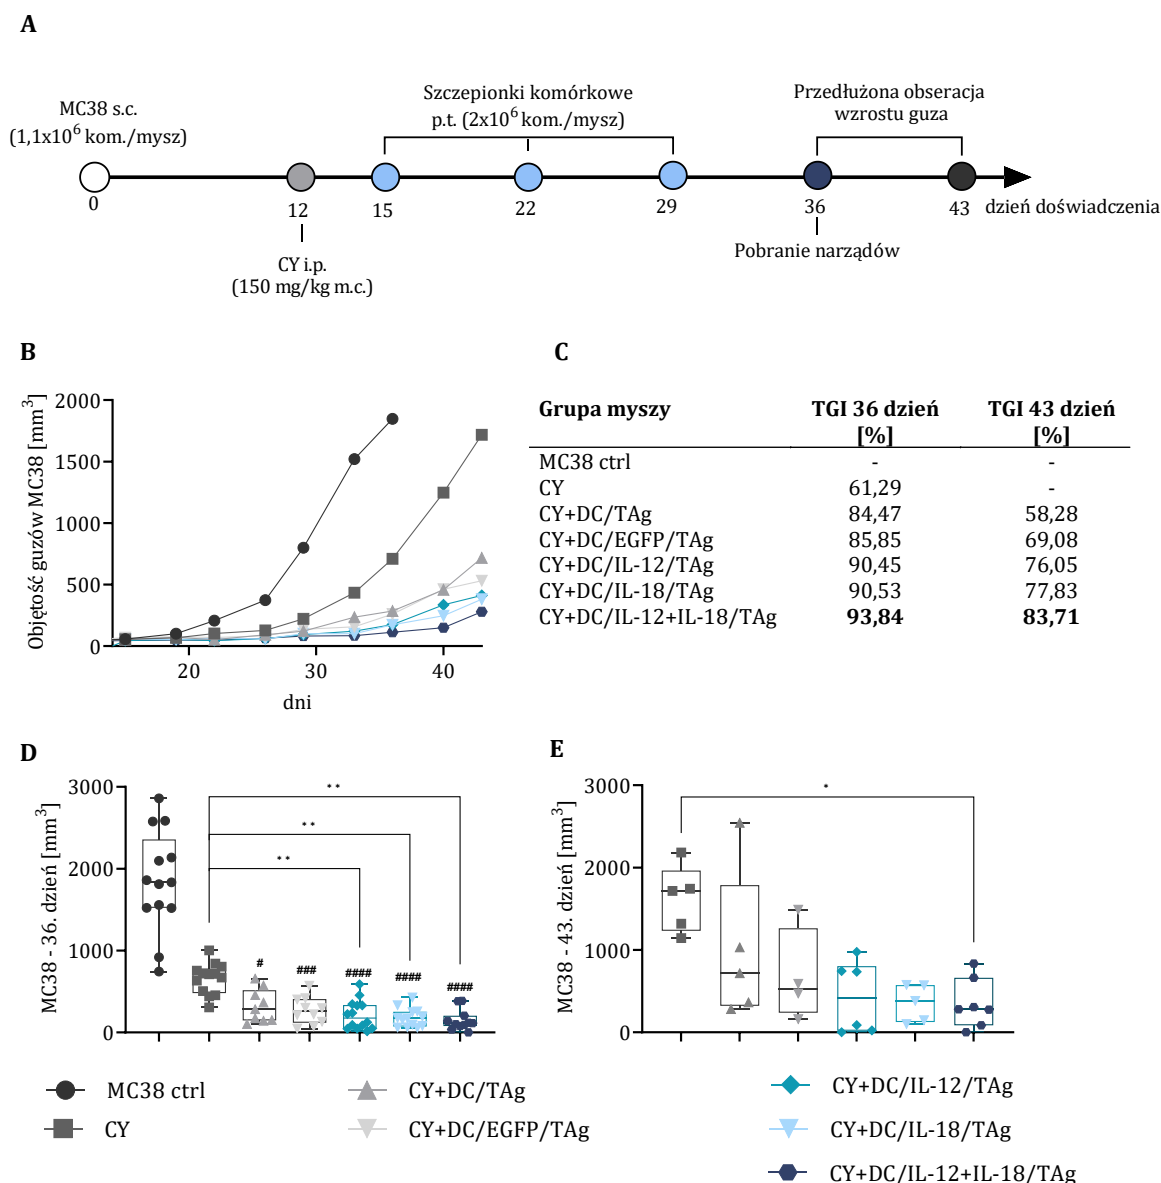 A
MC38 s.c.
(1,1x10⁶ kom./mysz)
Szczepionki komórkowe
p.t. (2x10⁶ kom./mysz)
Przedłużona obseracja
wzrostu guza
0
12
15
22
29
36
43
dzień doświadczenia
CY i.p.
(150 mg/kg m.c.)
Pobranie narządów
B
Objętość guzów MC38 [mm³]
2000
1500
1000
500
0
20
30
40
dni
C
Grupa myszy TGI 36 dzień [%] TGI 43 dzień [%]
MC38 ctrl - -
CY 61,29 -
CY+DC/TAg 84,47 58,28
CY+DC/EGFP/TAg 85,85 69,08
CY+DC/IL-12/TAg 90,45 76,05
CY+DC/IL-18/TAg 90,53 77,83
CY+DC/IL-12+IL-18/TAg 93,84 83,71
D
MC38 - 36. dzień [mm³]
3000
2000
1000
0
**
**
**
#
###
####
####
####
E
MC38 - 43. dzień [mm³]
3000
2000
1000
0
*
MC38 ctrl
CY
CY+DC/TAg
CY+DC/EGFP/TAg
CY+DC/IL-12/TAg
CY+DC/IL-18/TAg
CY+DC/IL-12+IL-18/TAg